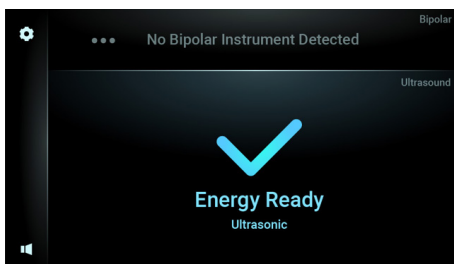 Bipolar
No Bipolar Instrument Detected
Ultrasound
Energy Ready
Ultrasonic